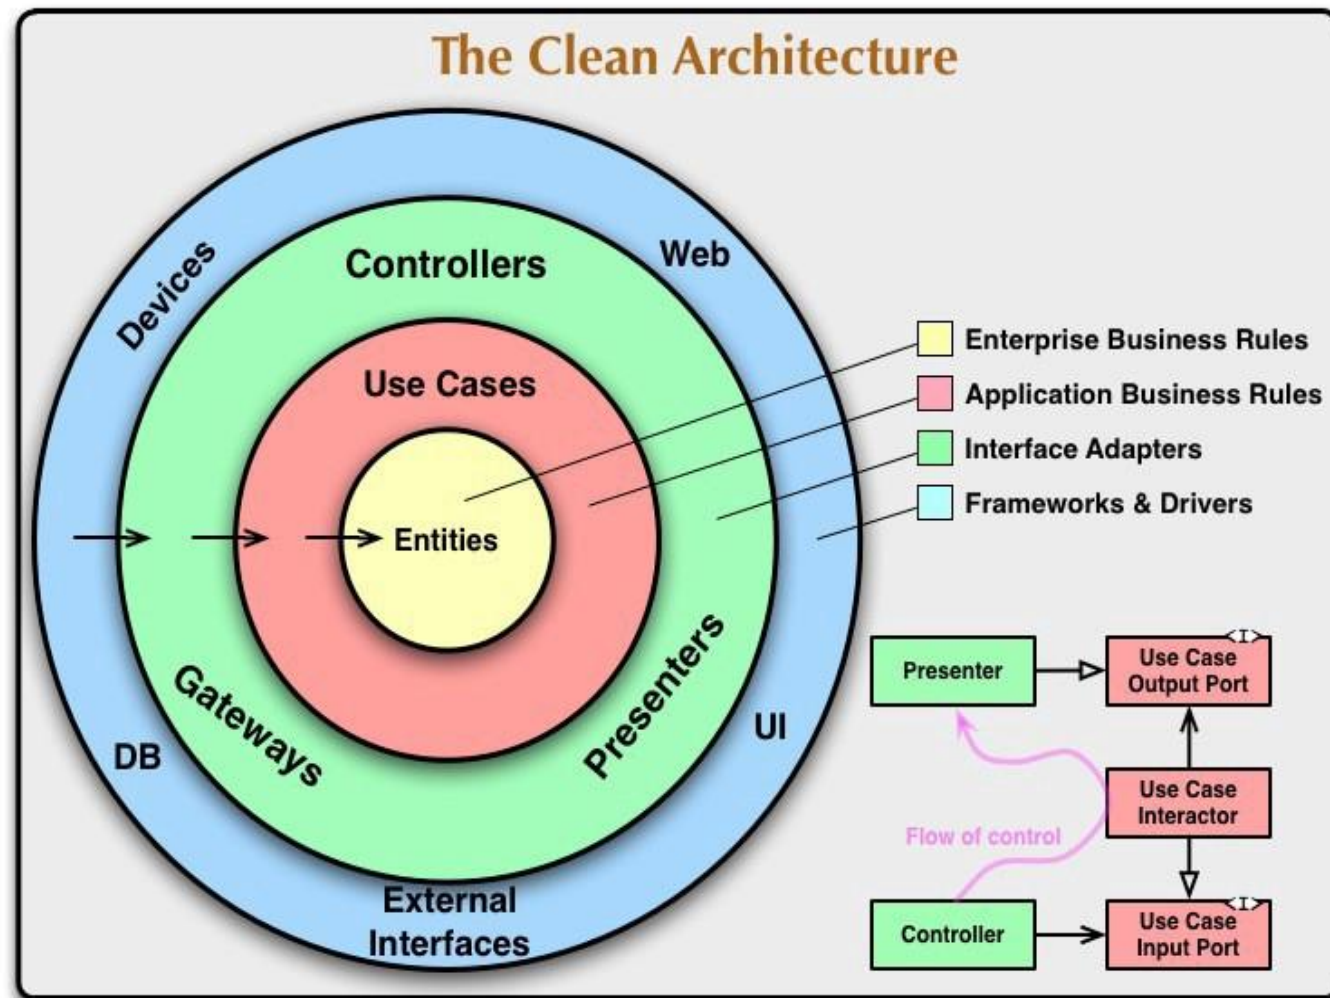 The Clean Architecture
Devices
Controllers
Web
Use Cases
Entities
Gateways
Presenters
DB
UI
External
Interfaces
Enterprise Business Rules
Application Business Rules
Interface Adapters
Frameworks & Drivers
Presenter
<I>
Use Case
Output Port
Use Case
Interactor
Flow of control
Controller
<I>
Use Case
Input Port